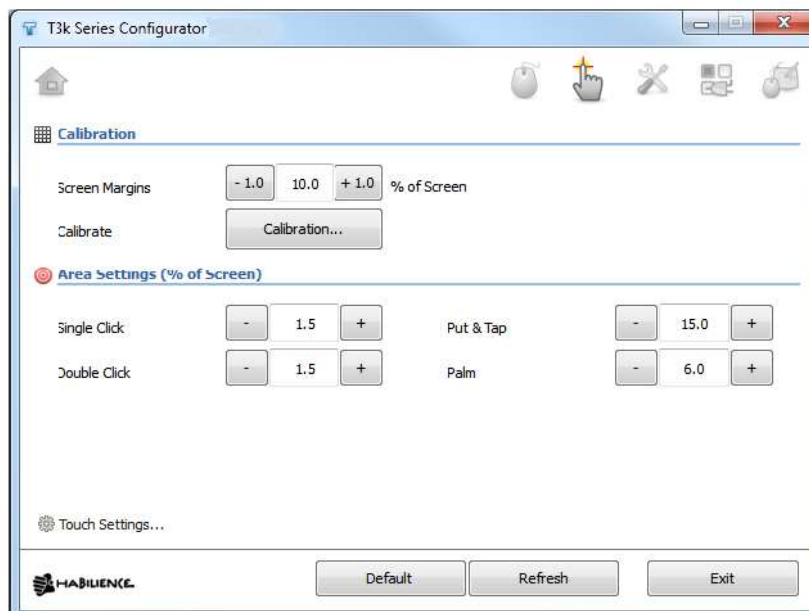 T3k Series Configurator
Calibration
Screen Margins - 1.0 10.0 + 1.0 % of Screen
Calibrate Calibration...
Area Settings (% of Screen)
Single Click - 1.5 + Put & Tap - 15.0 +
Double Click - 1.5 + Palm - 6.0 +
Touch Settings...
HABILIENCE Default Refresh Exit